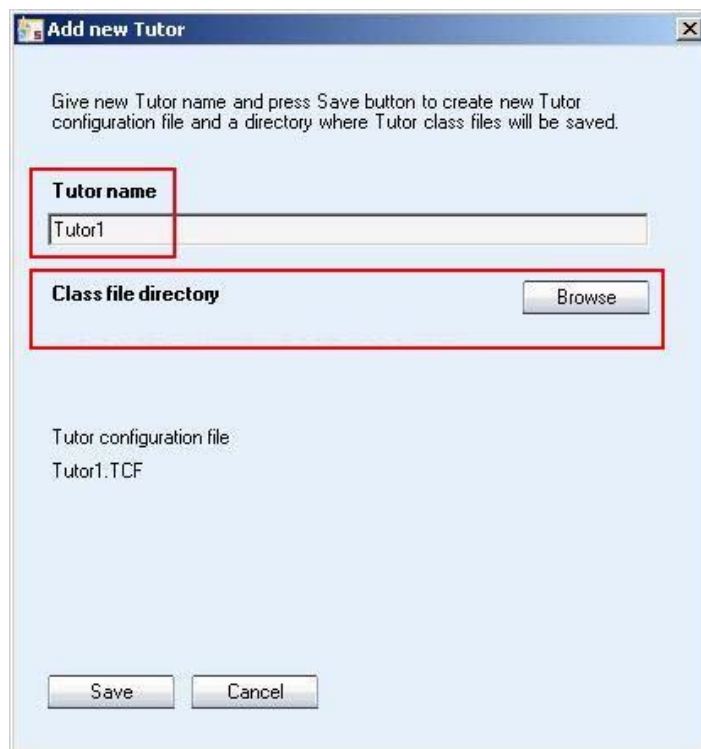 Add new Tutor
Give new Tutor name and press Save button to create new Tutor
configuration file and a directory where Tutor class files will be saved.
Tutor name
Tutor1
Class file directory
Browse
Tutor configuration file
Tutor1.TCF
Save
Cancel